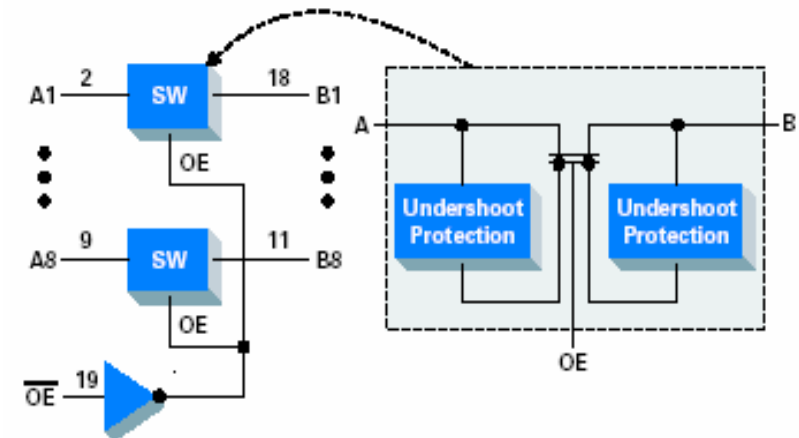 A1 2 SW 18 B1
OE
A8 9 SW 11 B8
OE
OE 19
A B
Undershoot Protection
Undershoot Protection
OE